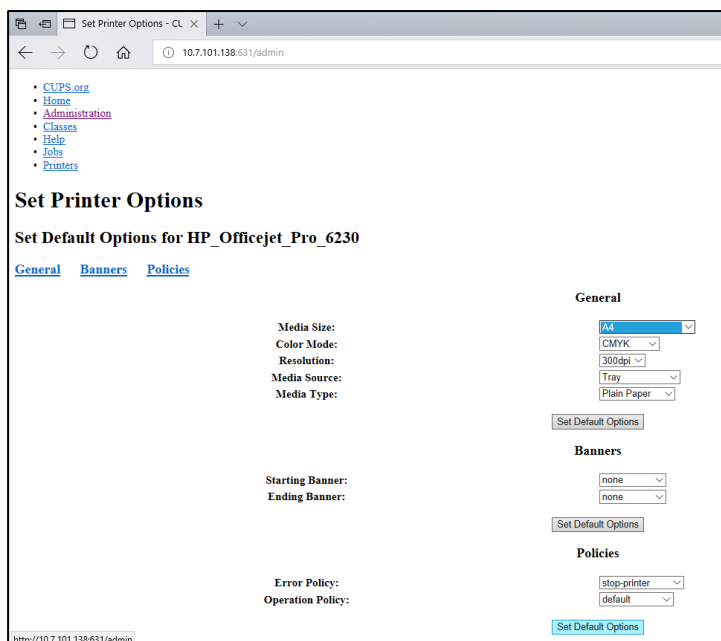 Set Printer Options - CU
10.7.101.138:631/admin
CUPS.org
Home
Administration
Classes
Help
Jobs
Printers
Set Printer Options
Set Default Options for HP_Officejet_Pro_6230
General Banners Policies
General
Media Size: A4
Color Mode: CMYK
Resolution: 300dpi
Media Source: Tray
Media Type: Plain Paper
Set Default Options
Banners
Starting Banner: none
Ending Banner: none
Set Default Options
Policies
Error Policy: stop-printer
Operation Policy: default
Set Default Options
http://10.7.101.138:631/admin